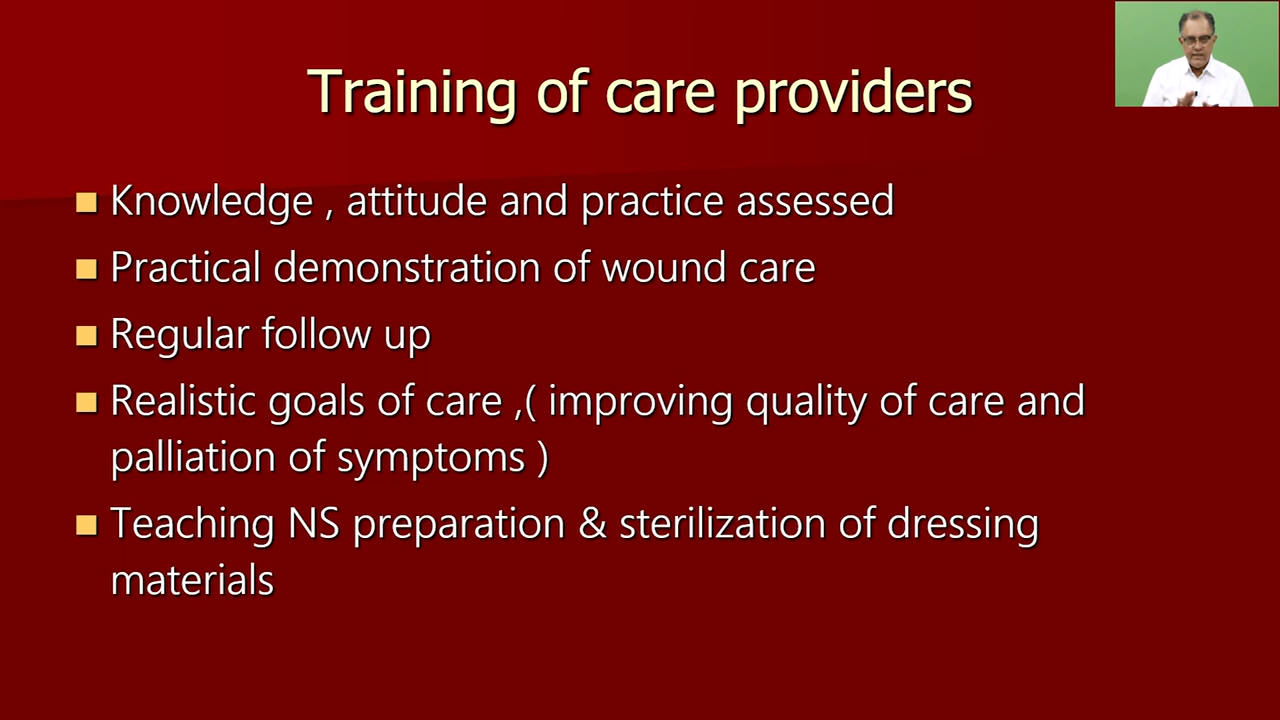 Training of care providers
Knowledge , attitude and practice assessed
Practical demonstration of wound care
Regular follow up
Realistic goals of care ,( improving quality of care and
palliation of symptoms )
Teaching NS preparation & sterilization of dressing
materials